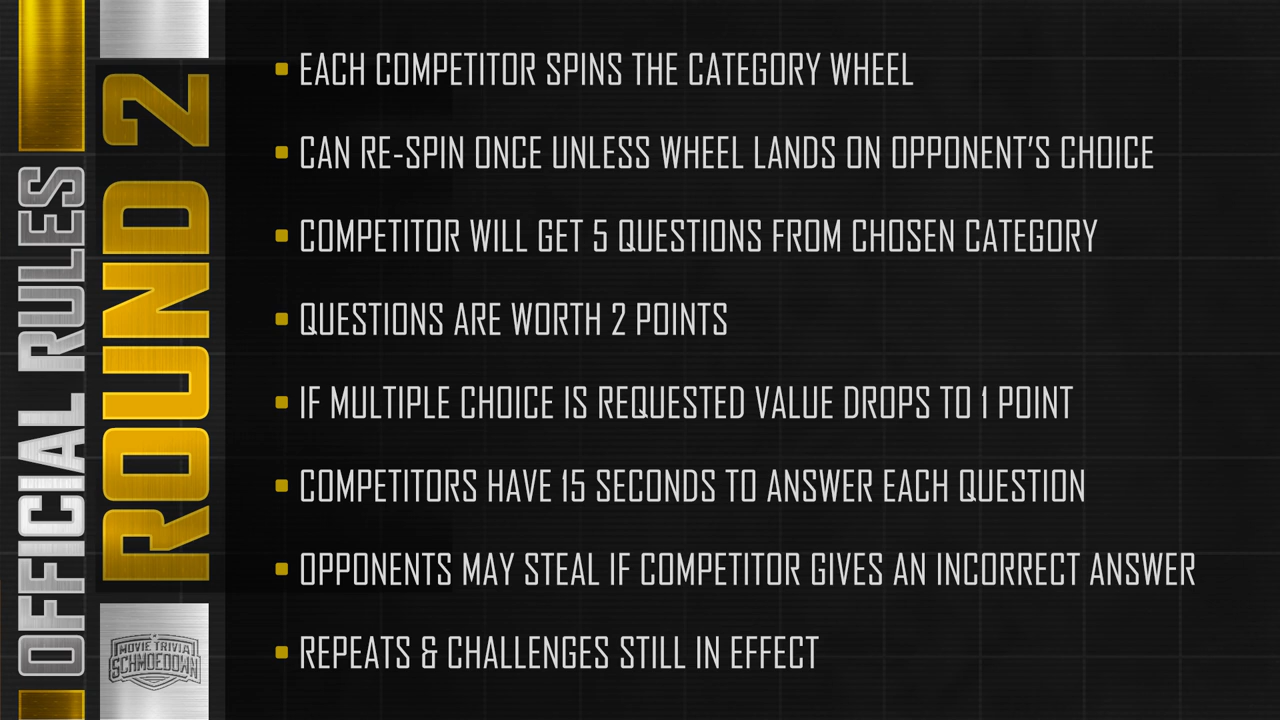 OFFICIAL RULES
ROUND 2
MOVIE TRIVIA
SCHMOEDOWN
EACH COMPETITOR SPINS THE CATEGORY WHEEL
CAN RE-SPIN ONCE UNLESS WHEEL LANDS ON OPPONENT'S CHOICE
COMPETITOR WILL GET 5 QUESTIONS FROM CHOSEN CATEGORY
QUESTIONS ARE WORTH 2 POINTS
IF MULTIPLE CHOICE IS REQUESTED VALUE DROPS TO 1 POINT
COMPETITORS HAVE 15 SECONDS TO ANSWER EACH QUESTION
OPPONENTS MAY STEAL IF COMPETITOR GIVES AN INCORRECT ANSWER
REPEATS & CHALLENGES STILL IN EFFECT